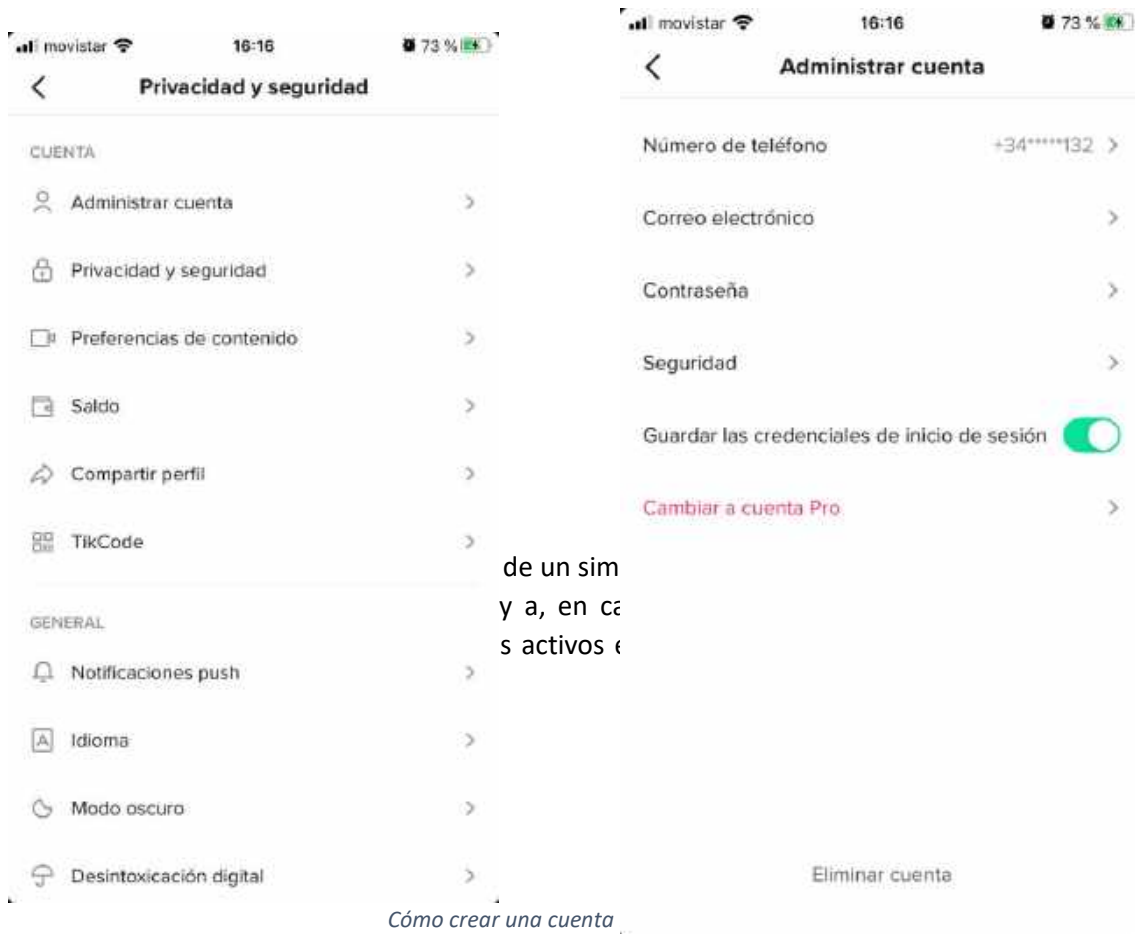 movistar 16:16 73 %
Privacidad y seguridad
CUENTA
Administrar cuenta
Privacidad y seguridad
Preferencias de contenido
Saldo
Compartir perfil
TikCode
GENERAL
Notificaciones push
Idioma
Modo oscuro
Desintoxicación digital
movistar 16:16 73 %
Administrar cuenta
Número de teléfono +34*****132
Correo electrónico
Contraseña
Seguridad
Guardar las credenciales de inicio de sesión
Cambiar a cuenta Pro
Eliminar cuenta
de un sim
y a, en ca
s activos
Cómo crear una cuenta